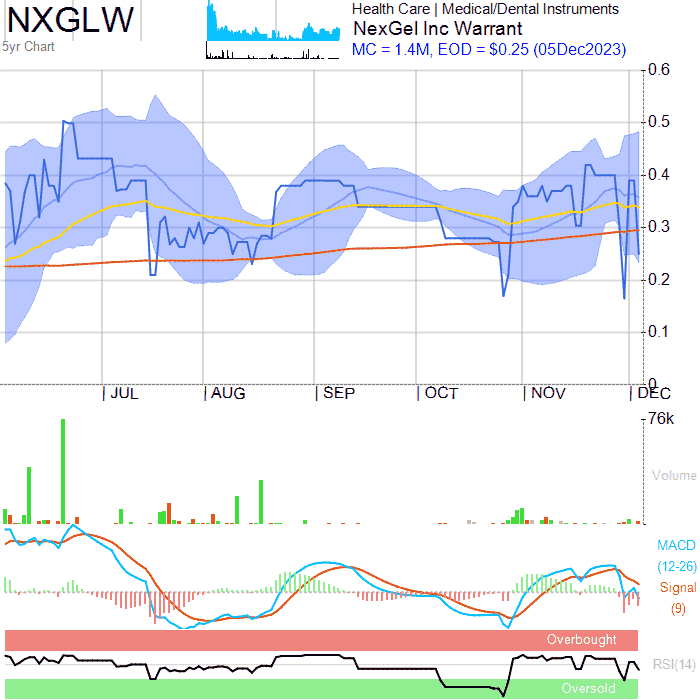 NXGLW
5yr Chart
Health Care | Medical/Dental Instruments
NexGel Inc Warrant
MC = 1.4M, EOD = $0.25 (05Dec2023)
0.6
0.5
0.4
0.3
0.2
0.1
0
JUL AUG SEP OCT NOV DEC
76k
Volume
MACD
(12-26)
Signal
(9)
Overbought
RSI(14)
Oversold